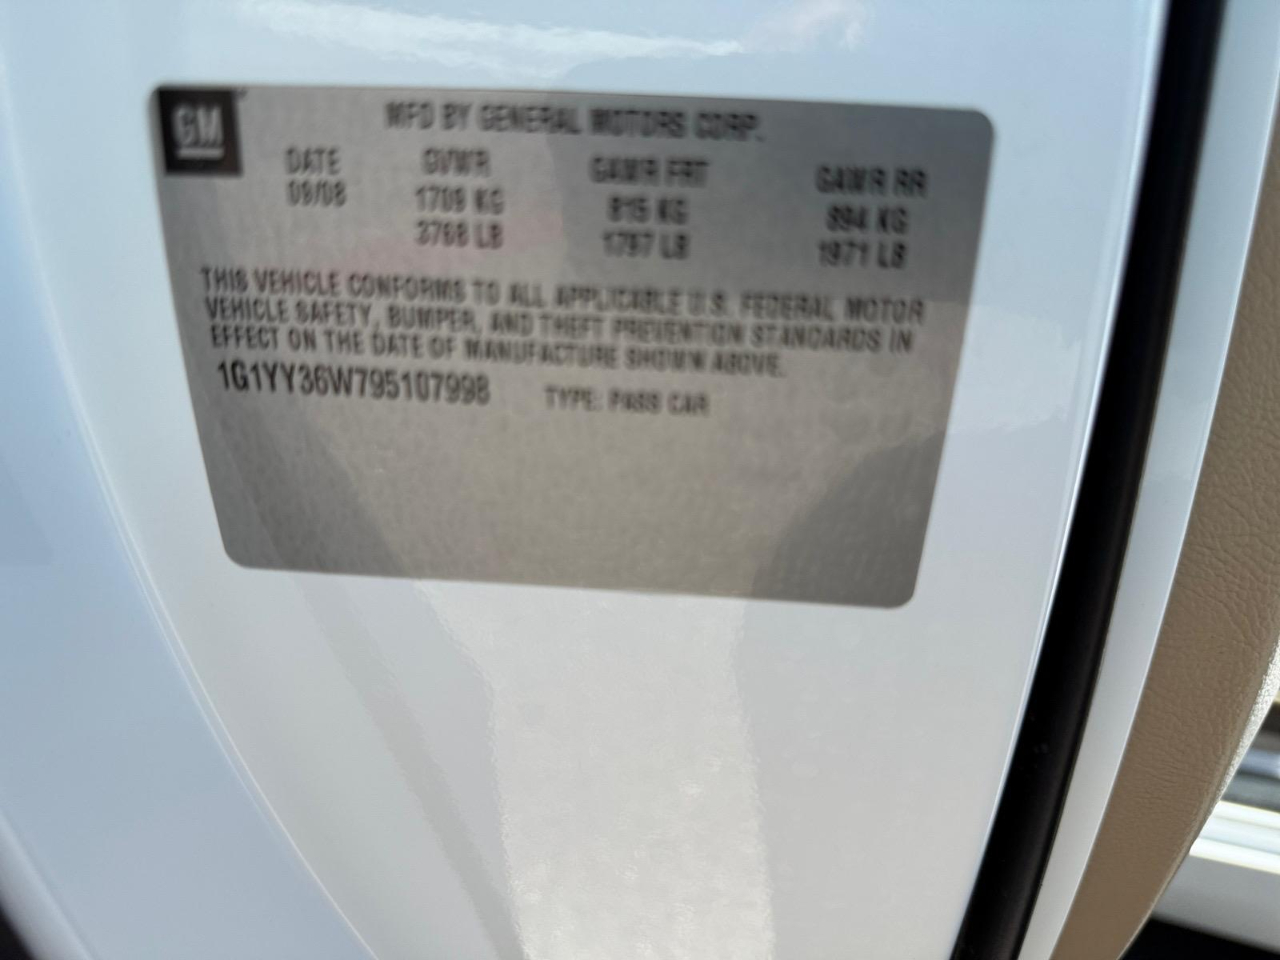 GM
MFD BY GENERAL MOTORS CORP.
DATE GVWR GAWR FRT GAWR RR
09/08 1709 KG 815 KG 894 KG
3768 LB 1797 LB 1971 LB
THIS VEHICLE CONFORMS TO ALL APPLICABLE U.S. FEDERAL MOTOR
VEHICLE SAFETY, BUMPER, AND THEFT PREVENTION STANDARDS IN
EFFECT ON THE DATE OF MANUFACTURE SHOWN ABOVE.
1G1YY36W795107998 TYPE: PASS CAR